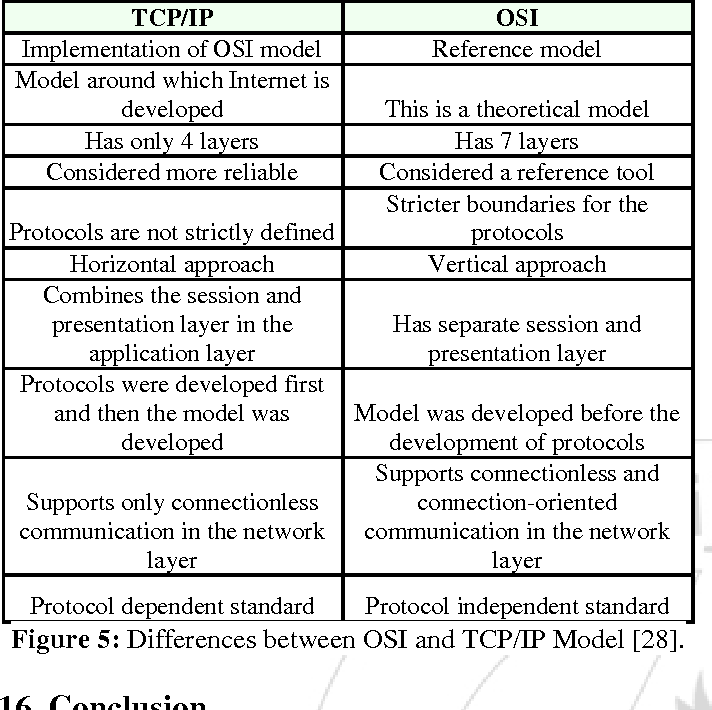 TCP/IP OSI
Implementation of OSI model Reference model
Model around which Internet is
developed This is a theoretical model
Has only 4 layers Has 7 layers
Considered more reliable Considered a reference tool
Protocols are not strictly defined Stricter boundaries for the
protocols
Horizontal approach Vertical approach
Combines the session and
presentation layer in the
application layer Has separate session and
presentation layer
Protocols were developed first
and then the model was
developed Model was developed before the
development of protocols
Supports only connectionless
communication in the network
layer Supports connectionless and
connection-oriented
communication in the network
layer
Protocol dependent standard Protocol independent standard
Figure 5: Differences between OSI and TCP/IP Model [28].
16. Conclusion